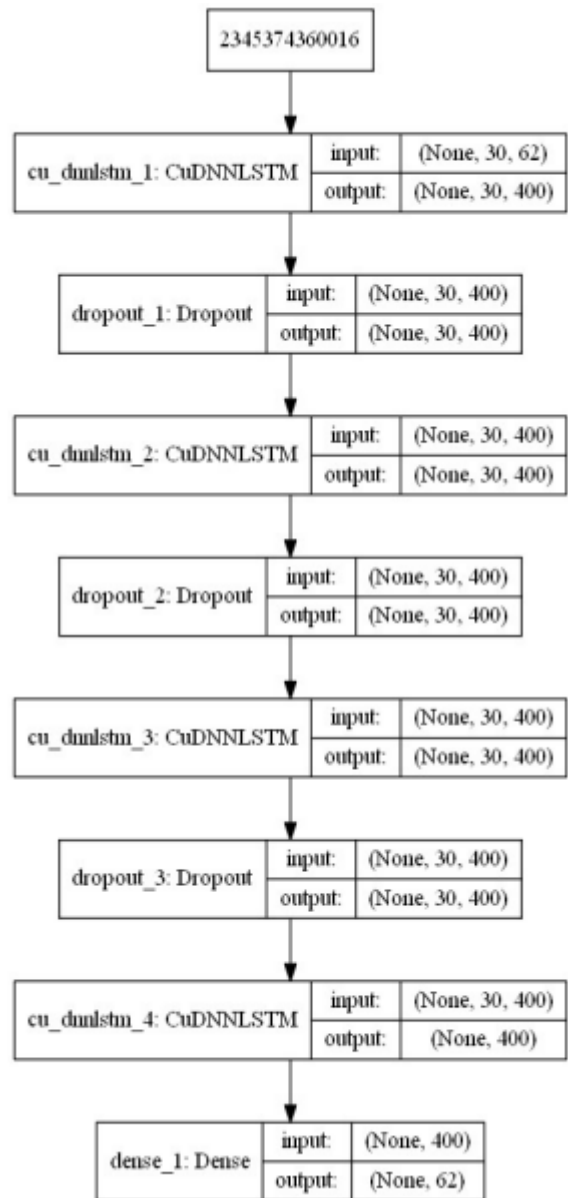 2345374360016
cu_dnnlstm_1: CuDNNLSTM input: (None, 30, 62)
output: (None, 30, 400)
dropout_1: Dropout input: (None, 30, 400)
output: (None, 30, 400)
cu_dnnlstm_2: CuDNNLSTM input: (None, 30, 400)
output: (None, 30, 400)
dropout_2: Dropout input: (None, 30, 400)
output: (None, 30, 400)
cu_dnnlstm_3: CuDNNLSTM input: (None, 30, 400)
output: (None, 30, 400)
dropout_3: Dropout input: (None, 30, 400)
output: (None, 30, 400)
cu_dnnlstm_4: CuDNNLSTM input: (None, 30, 400)
output: (None, 400)
dense_1: Dense input: (None, 400)
output: (None, 62)